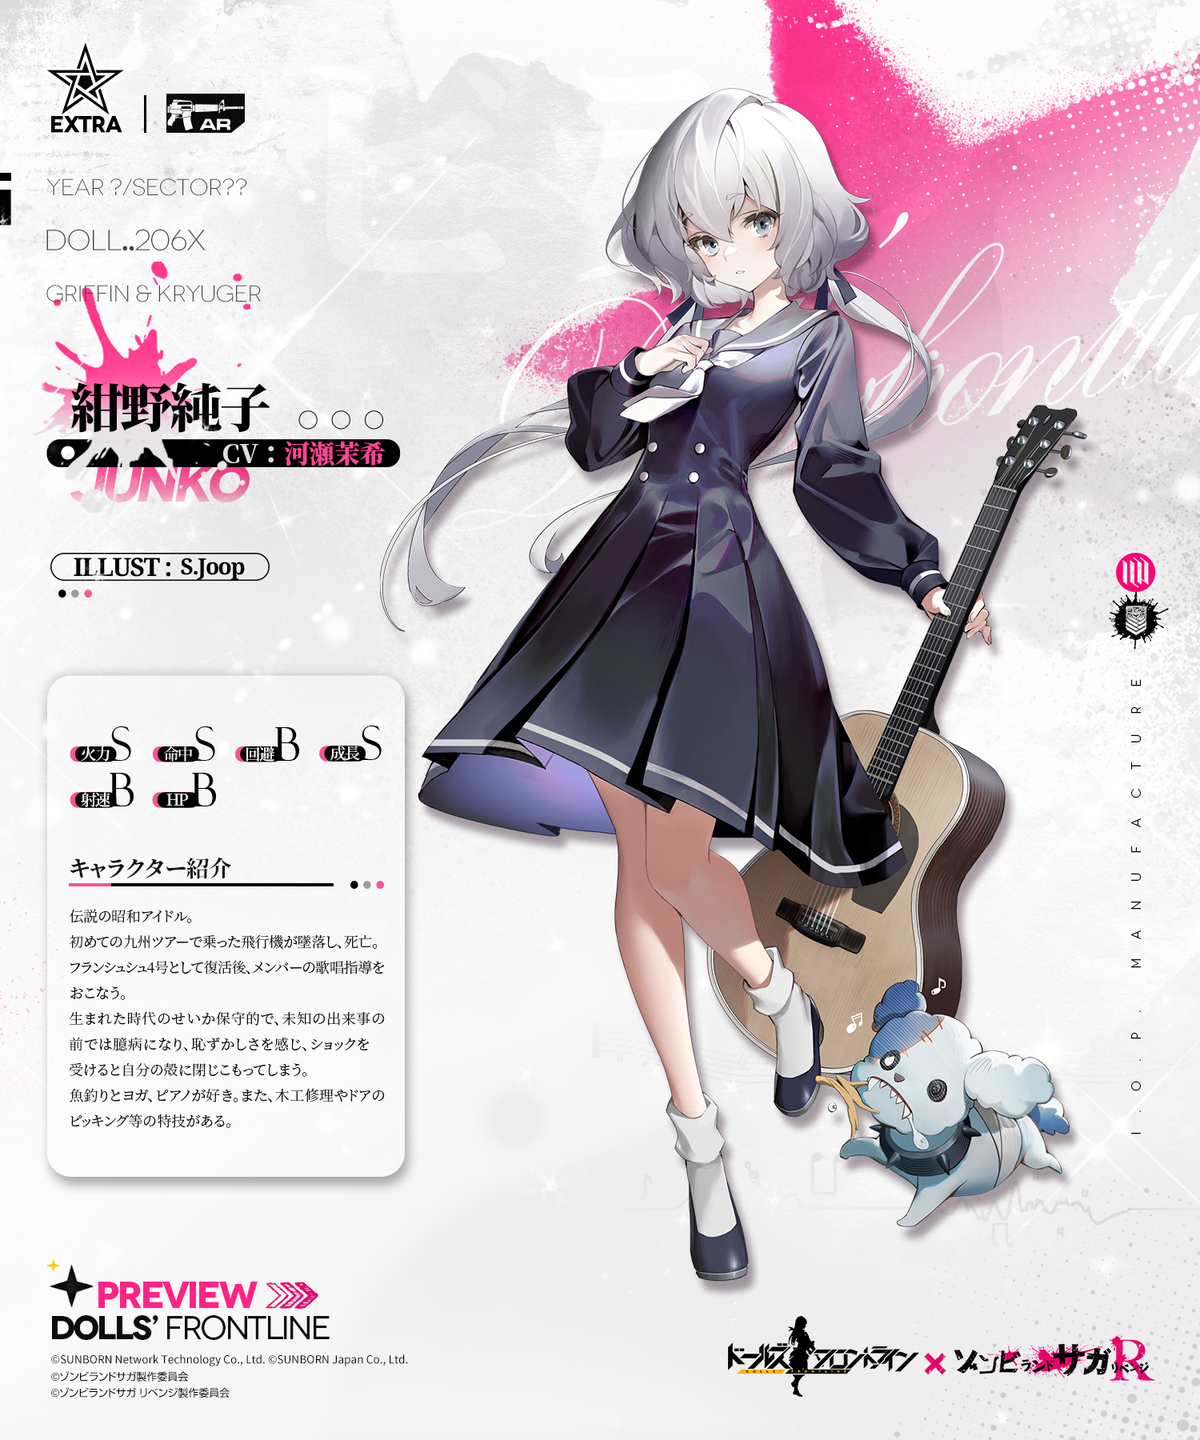 EXTRA
AR
YEAR ?/SECTOR??
DOLL..206X
GRIFFIN & KRYUGER
紺野純子
CV：河瀬茉希
JUNKO
ILLUST : S.Joop
火力S 命中S 回避B 成長S
射速B HP B
キャラクター紹介
伝説の昭和アイドル。
初めての九州ツアーで乗った飛行機が墜落し、死亡。
フランシュシュ4号として復活後、メンバーの歌唱指導を
おこなう。
生まれた時代のせいか保守的で、未知の出来事の
前では臆病になり、恥ずかしさを感じ、ショックを
受けると自分の殻に閉じこもってしまう。
魚釣りとヨガ、ピアノが好き。また、木工修理やドアの
ピッキング等の特技がある。
I.O.P. MANUFACTURE
PREVIEW
DOLLS' FRONTLINE
©SUNBORN Network Technology Co., Ltd. ©SUNBORN Japan Co., Ltd.
©ゾンビランドサガ製作委員会
©ゾンビランドサガ リベンジ製作委員会
ドールズフロントライン × ゾンビランドサガR リベンジ